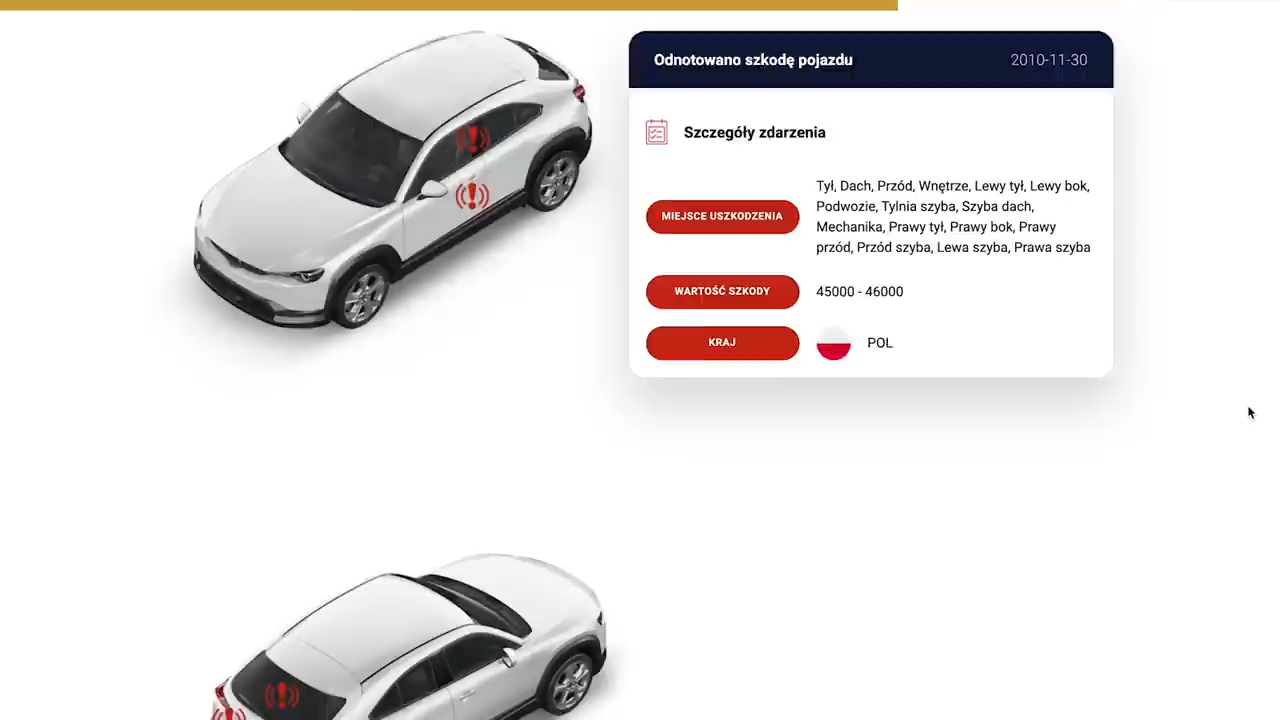 Odnotowano szkodę pojazdu 2010-11-30
Szczegóły zdarzenia
MIEJSCE USZKODZENIA
Tył, Dach, Przód, Wnętrze, Lewy tył, Lewy bok,
Podwozie, Tylnia szyba, Szyba dach,
Mechanika, Prawy tył, Prawy bok, Prawy
przód, Przód szyba, Lewa szyba, Prawa szyba
WARTOŚĆ SZKODY 45000 - 46000
KRAJ POL